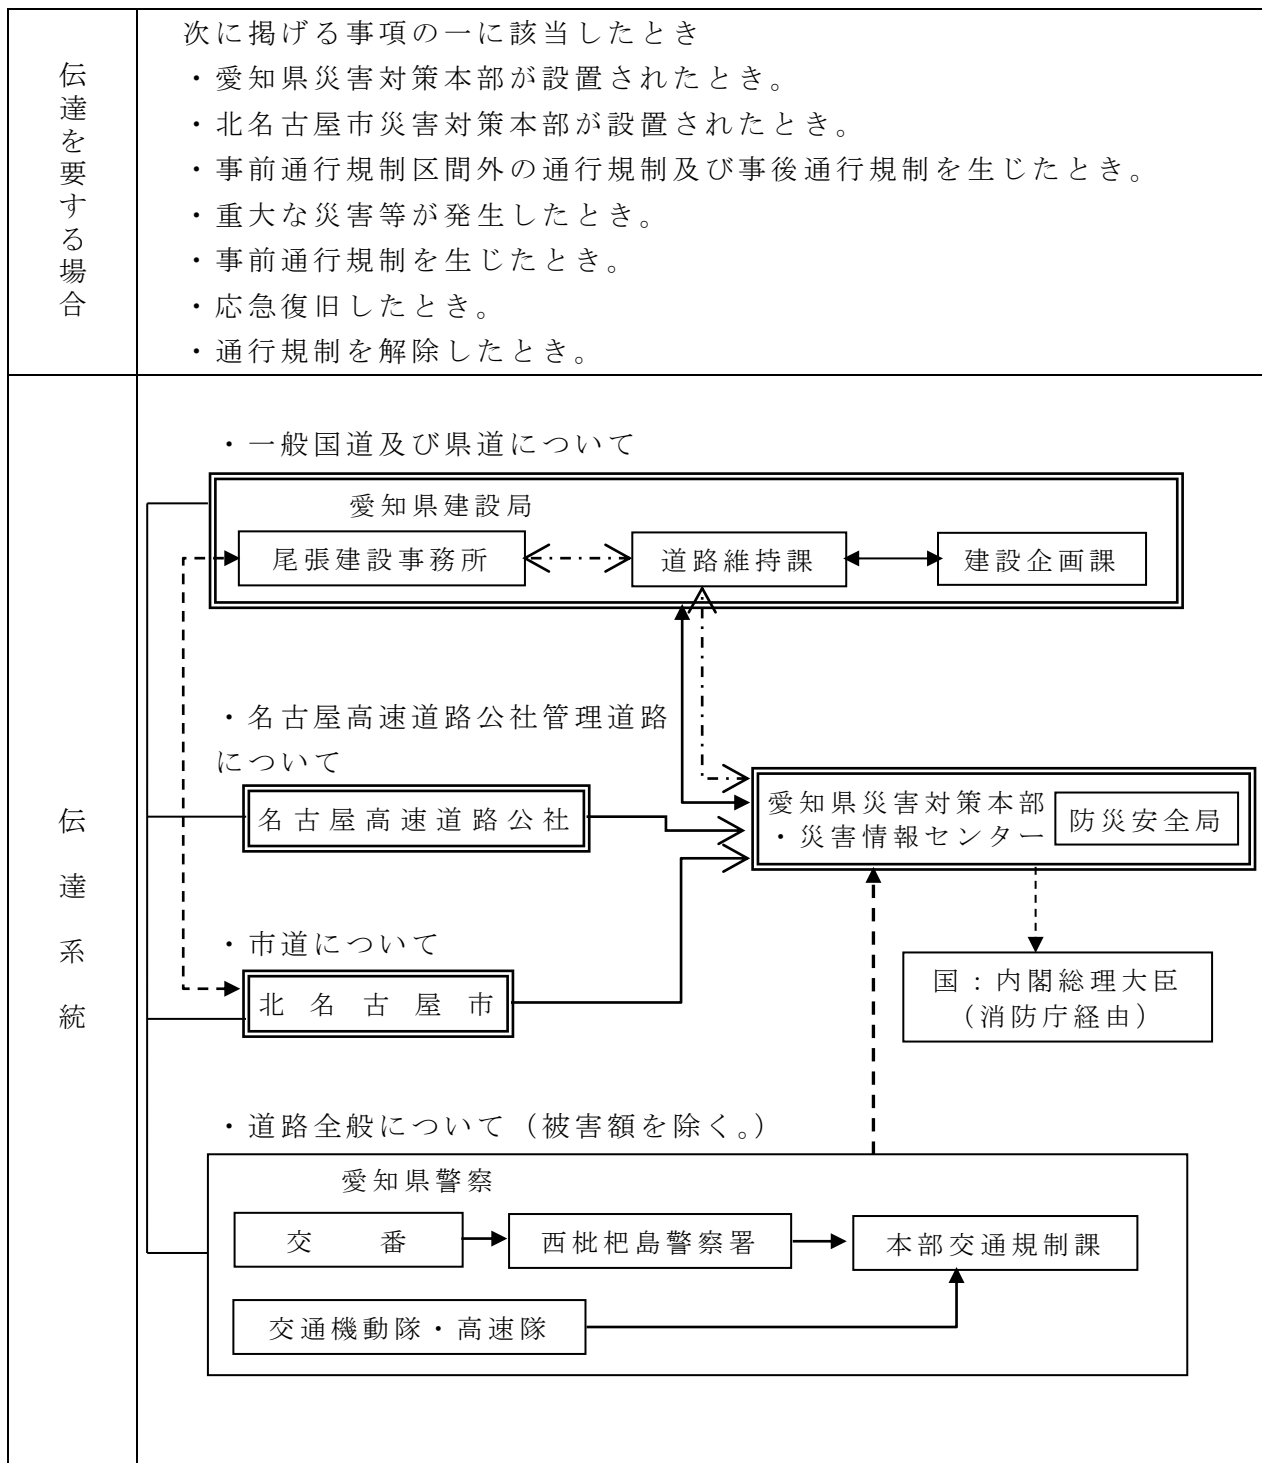 伝達を要する場合
次に掲げる事項の一に該当したとき
・愛知県災害対策本部が設置されたとき。
・北名古屋市災害対策本部が設置されたとき。
・事前通行規制区間外の通行規制及び事後通行規制を生じたとき。
・重大な災害等が発生したとき。
・事前通行規制を生じたとき。
・応急復旧したとき。
・通行規制を解除したとき。
伝達系統
・一般国道及び県道について
愛知県建設局
尾張建設事務所
道路維持課
建設企画課
・名古屋高速道路公社管理道路
について
名古屋高速道路公社
愛知県災害対策本部
・災害情報センター
防災安全局
・市道について
北名古屋市
国：内閣総理大臣
（消防庁経由）
・道路全般について（被害額を除く。）
愛知県警察
交番
西枇杷島警察署
本部交通規制課
交通機動隊・高速隊